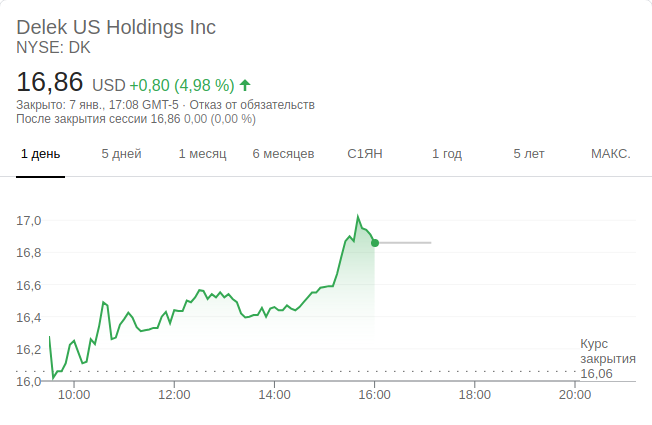 Delek US Holdings Inc
NYSE: DK
16,86 USD +0,80 (4,98 %)
Закрыто: 7 янв., 17:08 GMT-5 · Отказ от обязательств
После закрытия сессии 16,86 0,00 (0,00 %)
1 день 5 дней 1 месяц 6 месяцев С1ЯН 1 год 5 лет МАКС.
17,0
16,8
16,6
16,4
16,2
16,0
Курс
закрытия
16,06
10:00 12:00 14:00 16:00 18:00 20:00